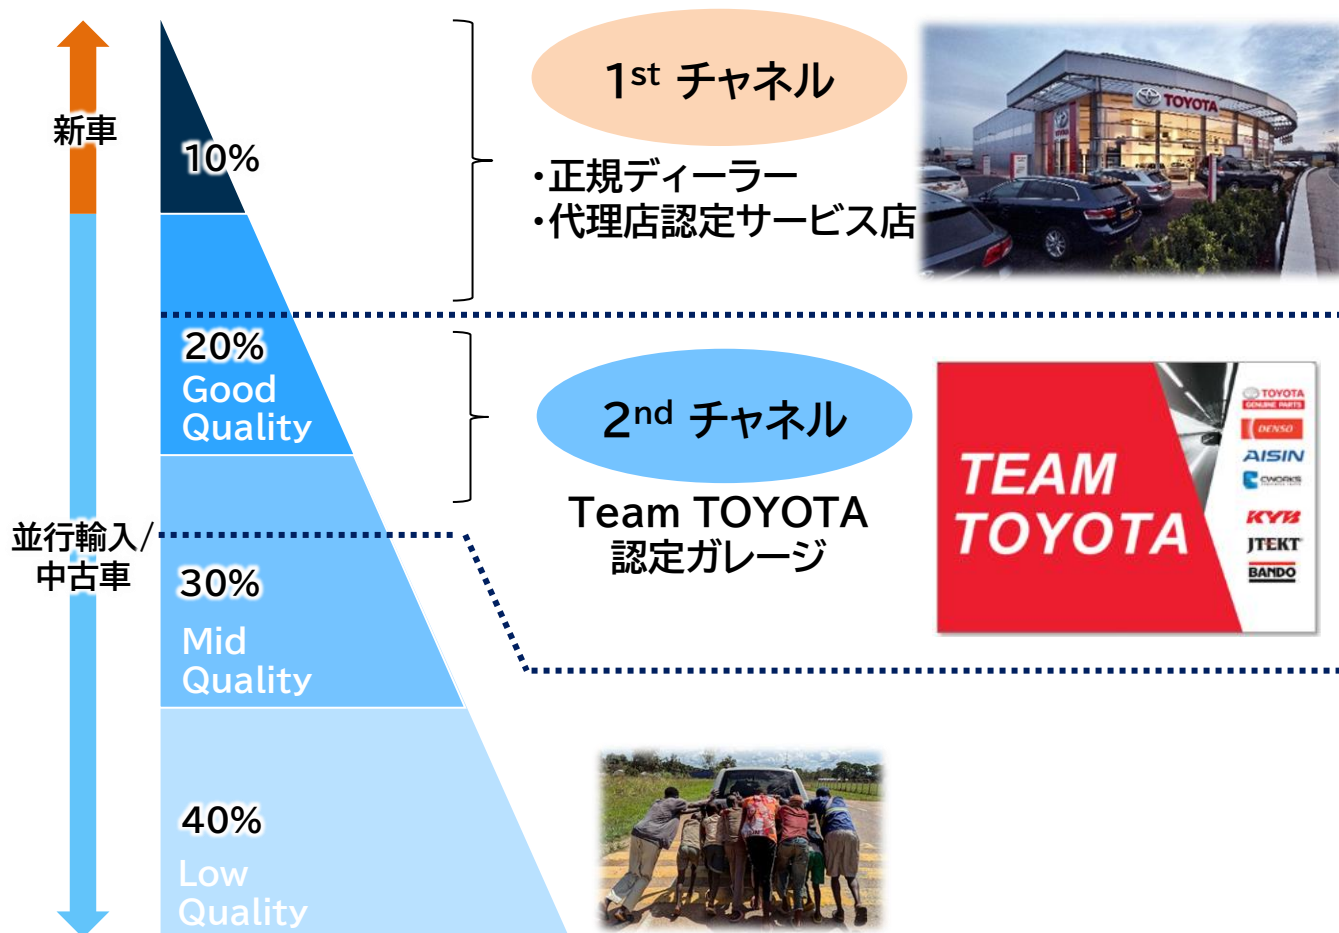 新車
10%
1st チャネル
・正規ディーラー
・代理店認定サービス店
TOYOTA
20%
Good
Quality
2nd チャネル
Team TOYOTA
認定ガレージ
TEAM
TOYOTA
TOYOTA
GENUINE PARTS
DENSO
AISIN
CWORKS
KYB
JTEKT
BANDO
並行輸入/
中古車
30%
Mid
Quality
40%
Low
Quality